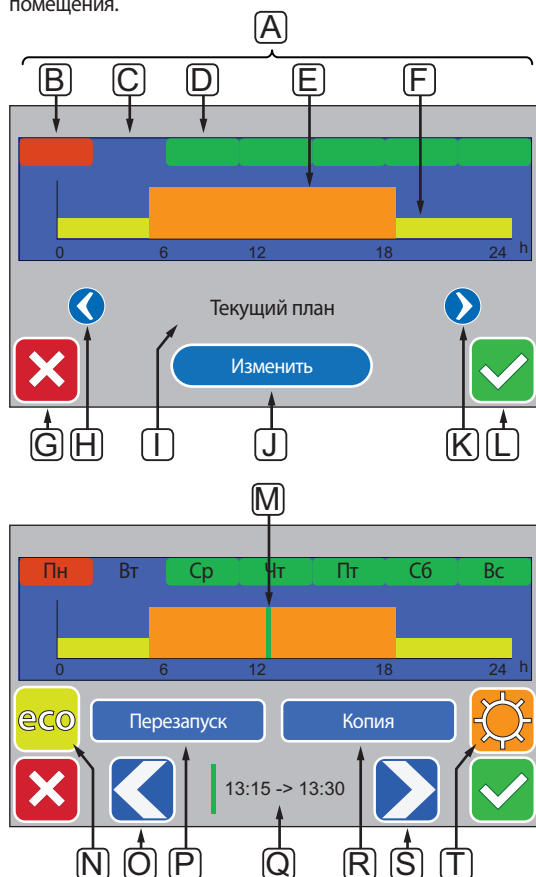 помещения.
A
B C D E F
0 6 12 18 24 h
Текущий план
Изменить
G H I J K L
M
Пн Вт Ср Чт Пт Сб Вс
0 6 12 18 24 h
eco Перезапуск Копия
13:15 -> 13:30
N O P Q R S T